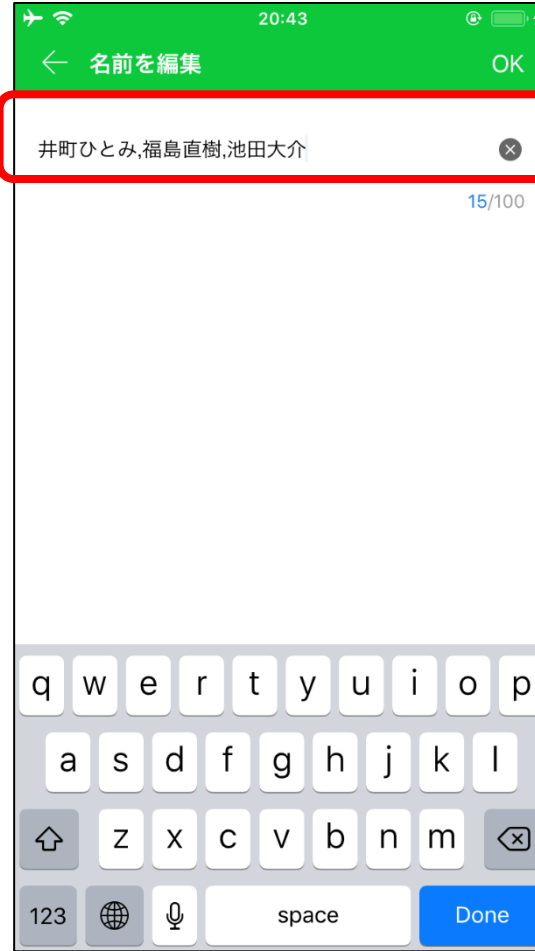 20:43
名前を編集 OK
井町ひとみ,福島直樹,池田大介
15/100
q w e r t y u i o p
a s d f g h j k l
z x c v b n m
123 space Done